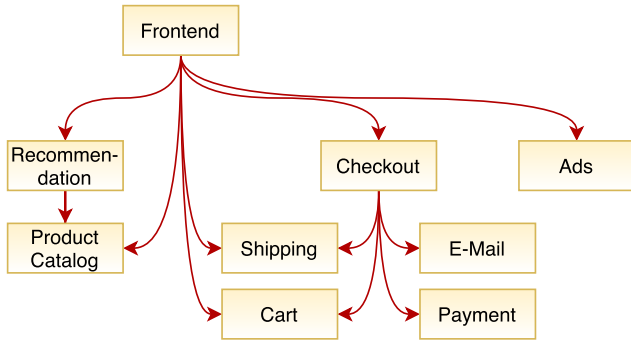 Frontend
Recommen-
dation
Checkout
Ads
Product
Catalog
Shipping
E-Mail
Cart
Payment